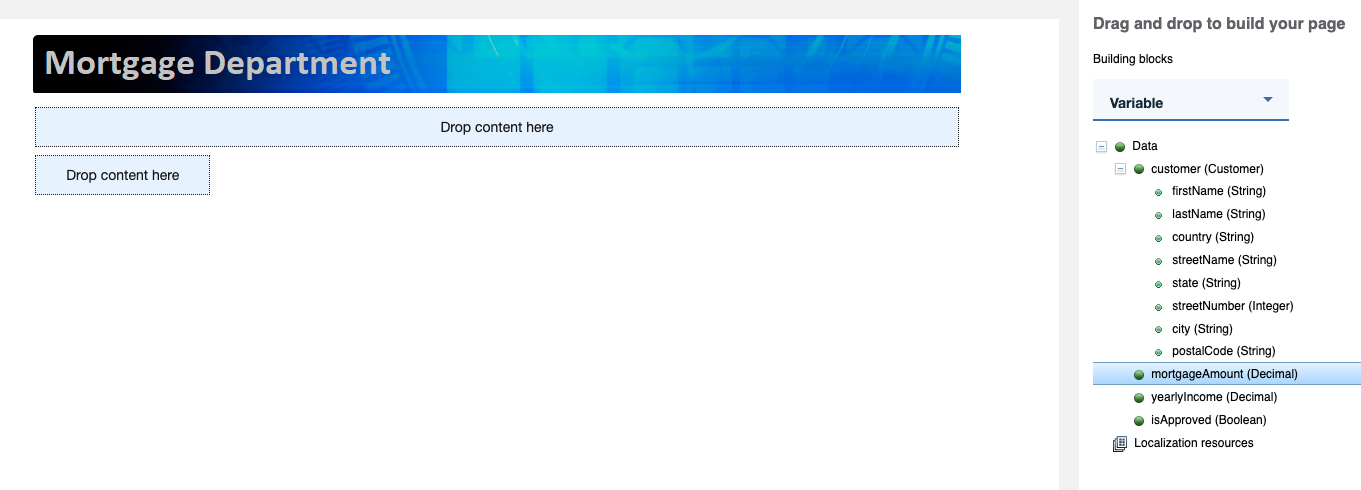 Mortgage Department
Drop content here
Drop content here
Drag and drop to build your page
Building blocks
Variable
Data
customer (Customer)
firstName (String)
lastName (String)
country (String)
streetName (String)
state (String)
streetNumber (Integer)
city (String)
postalCode (String)
mortgageAmount (Decimal)
yearlyIncome (Decimal)
isApproved (Boolean)
Localization resources